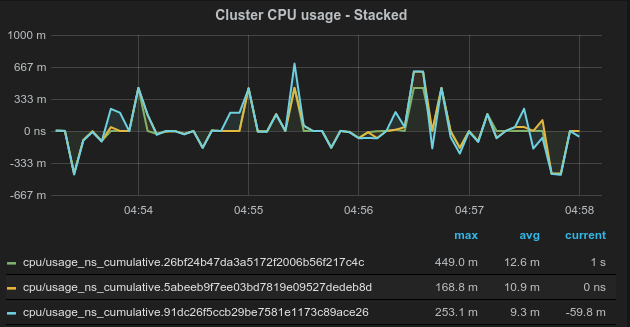 Cluster CPU usage - Stacked
1000 m
667 m
333 m
0 ns
-333 m
-667 m
04:54 04:55 04:56 04:57 04:58
max avg current
cpu/usage_ns_cumulative.26bf24b47da3a5172f2006b56f217c4c 449.0 m 12.6 m 1 s
cpu/usage_ns_cumulative.5abeeb9f7ee03bd7819e09527dedeb8d 168.8 m 10.9 m 0 ns
cpu/usage_ns_cumulative.91dc26f5ccb29be7581e1173c89ace26 253.1 m 9.3 m -59.8 m